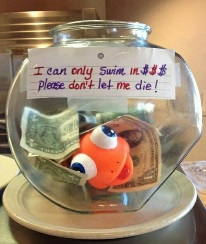 I can only swim in $$$
Please don't let me die!